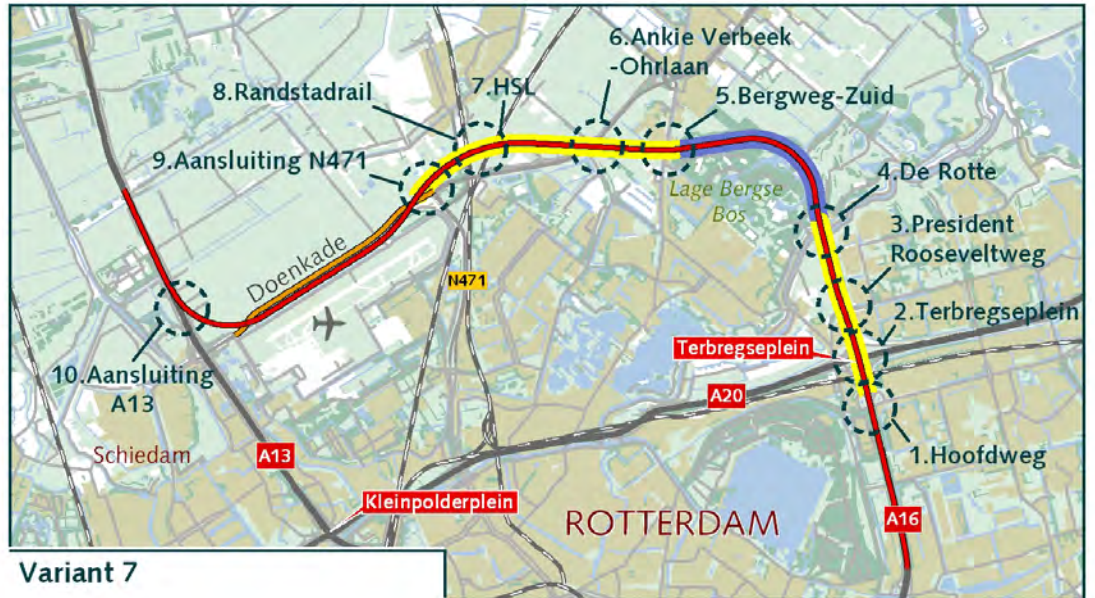 6.Ankie Verbeek
-Ohrlaan
7.HSL
8.Randstadrail
5.Bergweg-Zuid
9.Aansluiting N471
4.De Rotte
Lage Bergse
Bos
3.President
Rooseveltweg
Doenkade
N471
2.Terbregseplein
Terbregseplein
10.Aansluiting
A13
A20
Schiedam
A13
1.Hoofdweg
Kleinpolderplein
ROTTERDAM
A16
Variant 7